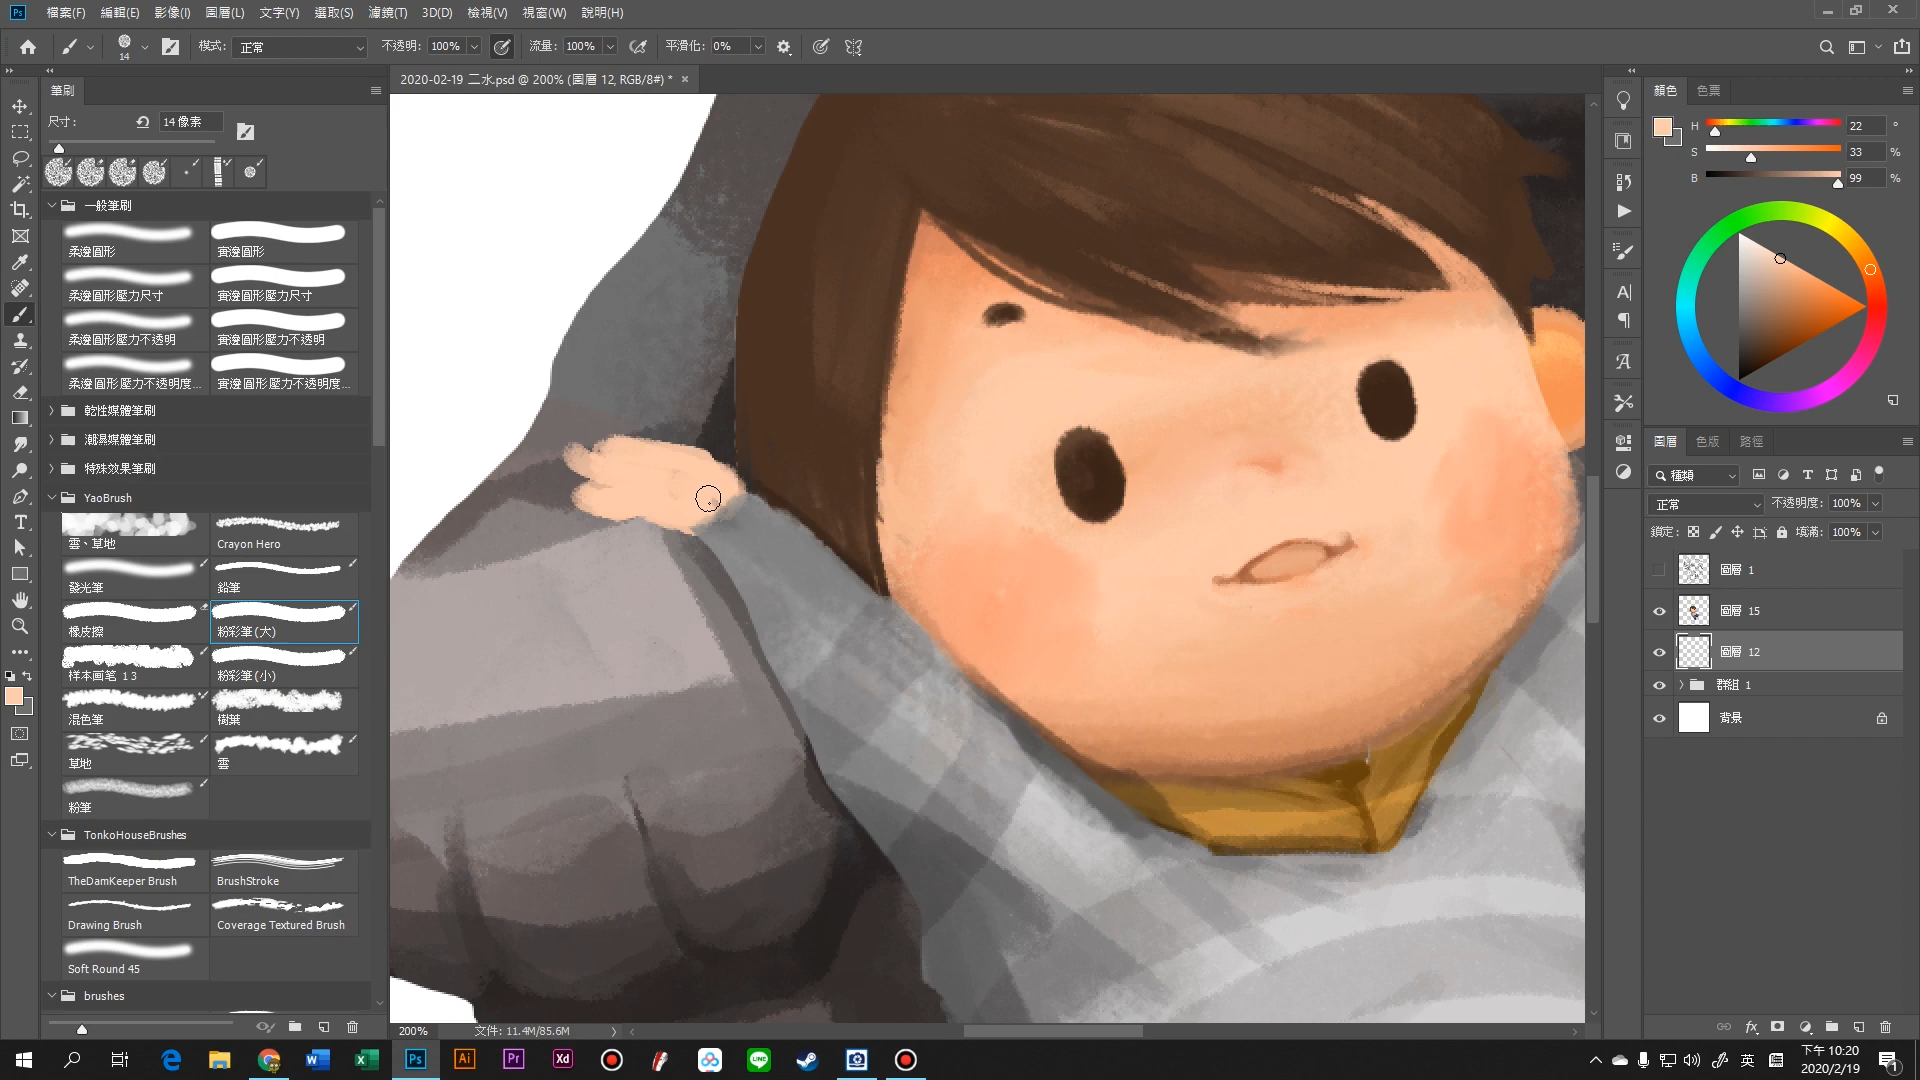 Ps 檔案(F) 編輯(E) 影像(I) 圖層(L) 文字(Y) 選取(S) 濾鏡(T) 3D(D) 檢視(V) 視窗(W) 說明(H)
14 模式: 正常 不透明: 100% 流量: 100% 平滑化: 0%
筆刷
2020-02-19 二水.psd @ 200% (圖層 12, RGB/8#) * ×
尺寸: 14 像素
一般筆刷
柔邊圓形 實邊圓形
柔邊圓形壓力尺寸 實邊圓形壓力尺寸
柔邊圓形壓力不透明 實邊圓形壓力不透明
柔邊圓形壓力不透明度... 實邊圓形壓力不透明度...
乾性媒體筆刷
潮濕媒體筆刷
特殊效果筆刷
YaoBrush
雲、草地 Crayon Hero
發光筆 鉛筆
橡皮擦 粉彩筆(大)
样本画笔 13 粉彩筆(小)
混色筆 樹葉
草地 雲
粉筆
TonkoHouseBrushes
TheDamKeeper Brush BrushStroke
Drawing Brush Coverage Textured Brush
Soft Round 45
brushes
200% 文件: 11.4M/85.6M
顏色 色票
H 22 °
S 33 %
B 99 %
圖層 色版 路徑
種類
正常 不透明度: 100%
鎖定: 填滿: 100%
圖層 1
圖層 15
圖層 12
群組 1
背景
fx
Ps Ai Pr Xd LINE
英
下午 10:20
2020/2/19
1